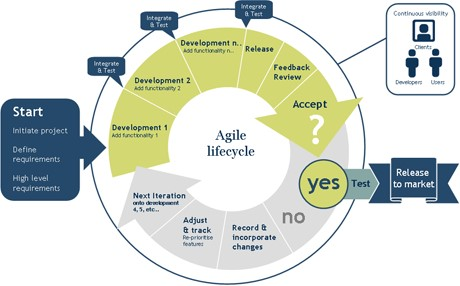 Integrate
& Test
Integrate
& Test
Integrate
& Test
Integrate
& Test
Continuous visibility
Clients
Developers
Users
Start
Initiate project
Define
requirements
High level
requirements
Development 1
Add functionality 1
Development 2
Add functionality 2
Development n..
Add functionality n..
Release
Feedback
Review
Accept
?
Agile
lifecycle
yes
Test
Release
to market
no
Record &
incorporate
changes
Adjust
& track
Re-prioritise
features
Next Iteration
onto development
4, 5, etc...